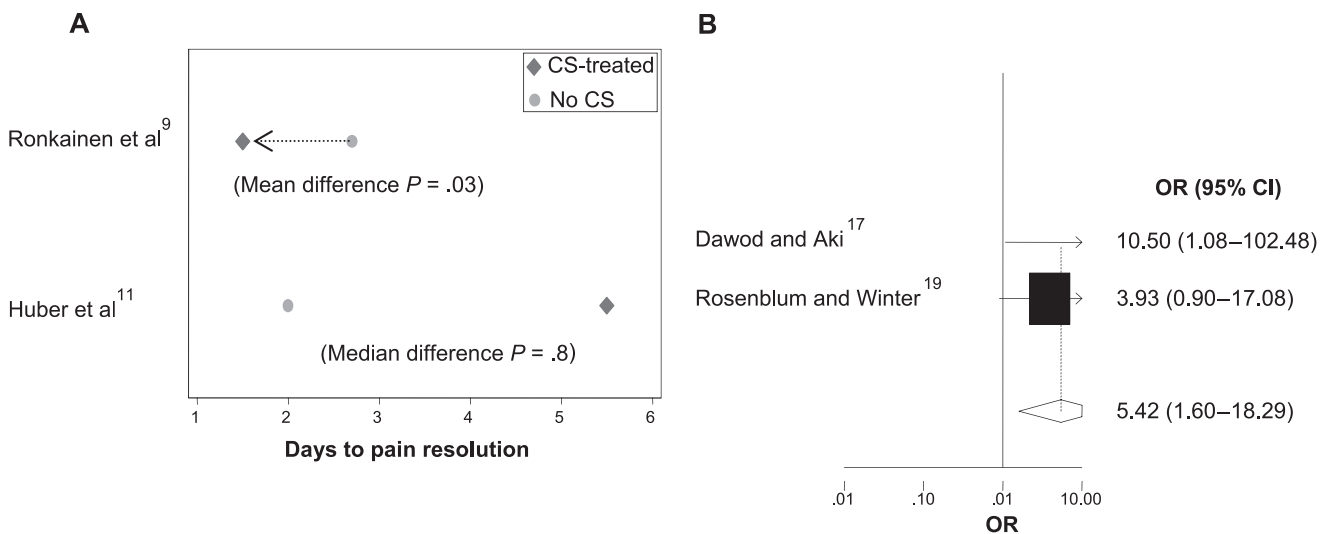 A
CS-treated
No CS
Ronkainen et al9
(Mean difference P = .03)
Huber et al11
(Median difference P = .8)
1 2 3 4 5 6
Days to pain resolution
B
OR (95% CI)
Dawod and Aki17 10.50 (1.08–102.48)
Rosenblum and Winter19 3.93 (0.90–17.08)
5.42 (1.60–18.29)
.01 .10 .01 10.00
OR